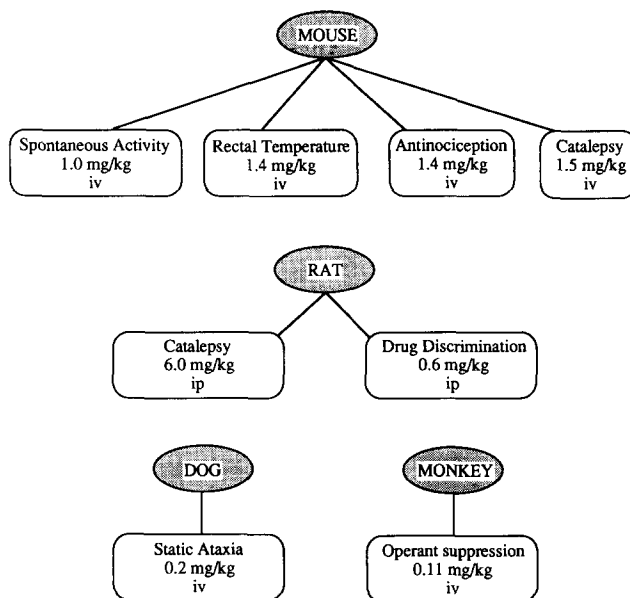 MOUSE
Spontaneous Activity
1.0 mg/kg
iv
Rectal Temperature
1.4 mg/kg
iv
Antinociception
1.4 mg/kg
iv
Catalepsy
1.5 mg/kg
iv
RAT
Catalepsy
6.0 mg/kg
ip
Drug Discrimination
0.6 mg/kg
ip
DOG
Static Ataxia
0.2 mg/kg
iv
MONKEY
Operant suppression
0.11 mg/kg
iv